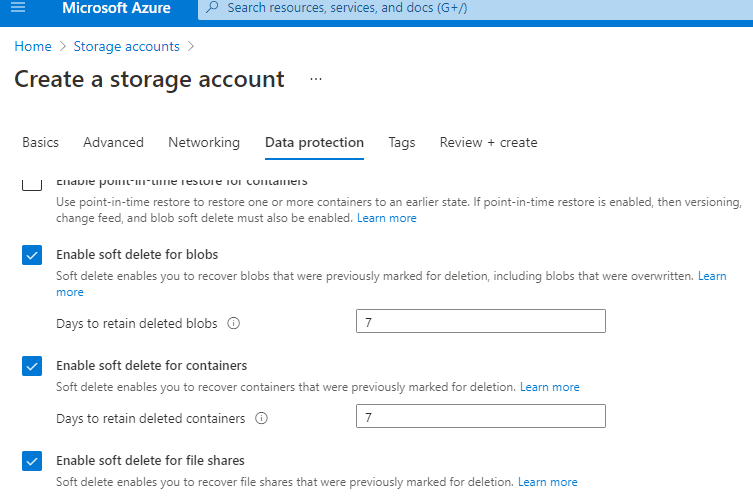 Microsoft Azure
Search resources, services, and docs (G+/)
Home > Storage accounts >
Create a storage account ...
Basics Advanced Networking Data protection Tags Review + create
Enable point-in-time restore for containers
Use point-in-time restore to restore one or more containers to an earlier state. If point-in-time restore is enabled, then versioning,
change feed, and blob soft delete must also be enabled. Learn more
Enable soft delete for blobs
Soft delete enables you to recover blobs that were previously marked for deletion, including blobs that were overwritten. Learn
more
Days to retain deleted blobs 7
Enable soft delete for containers
Soft delete enables you to recover containers that were previously marked for deletion. Learn more
Days to retain deleted containers 7
Enable soft delete for file shares
Soft delete enables you to recover file shares that were previously marked for deletion. Learn more